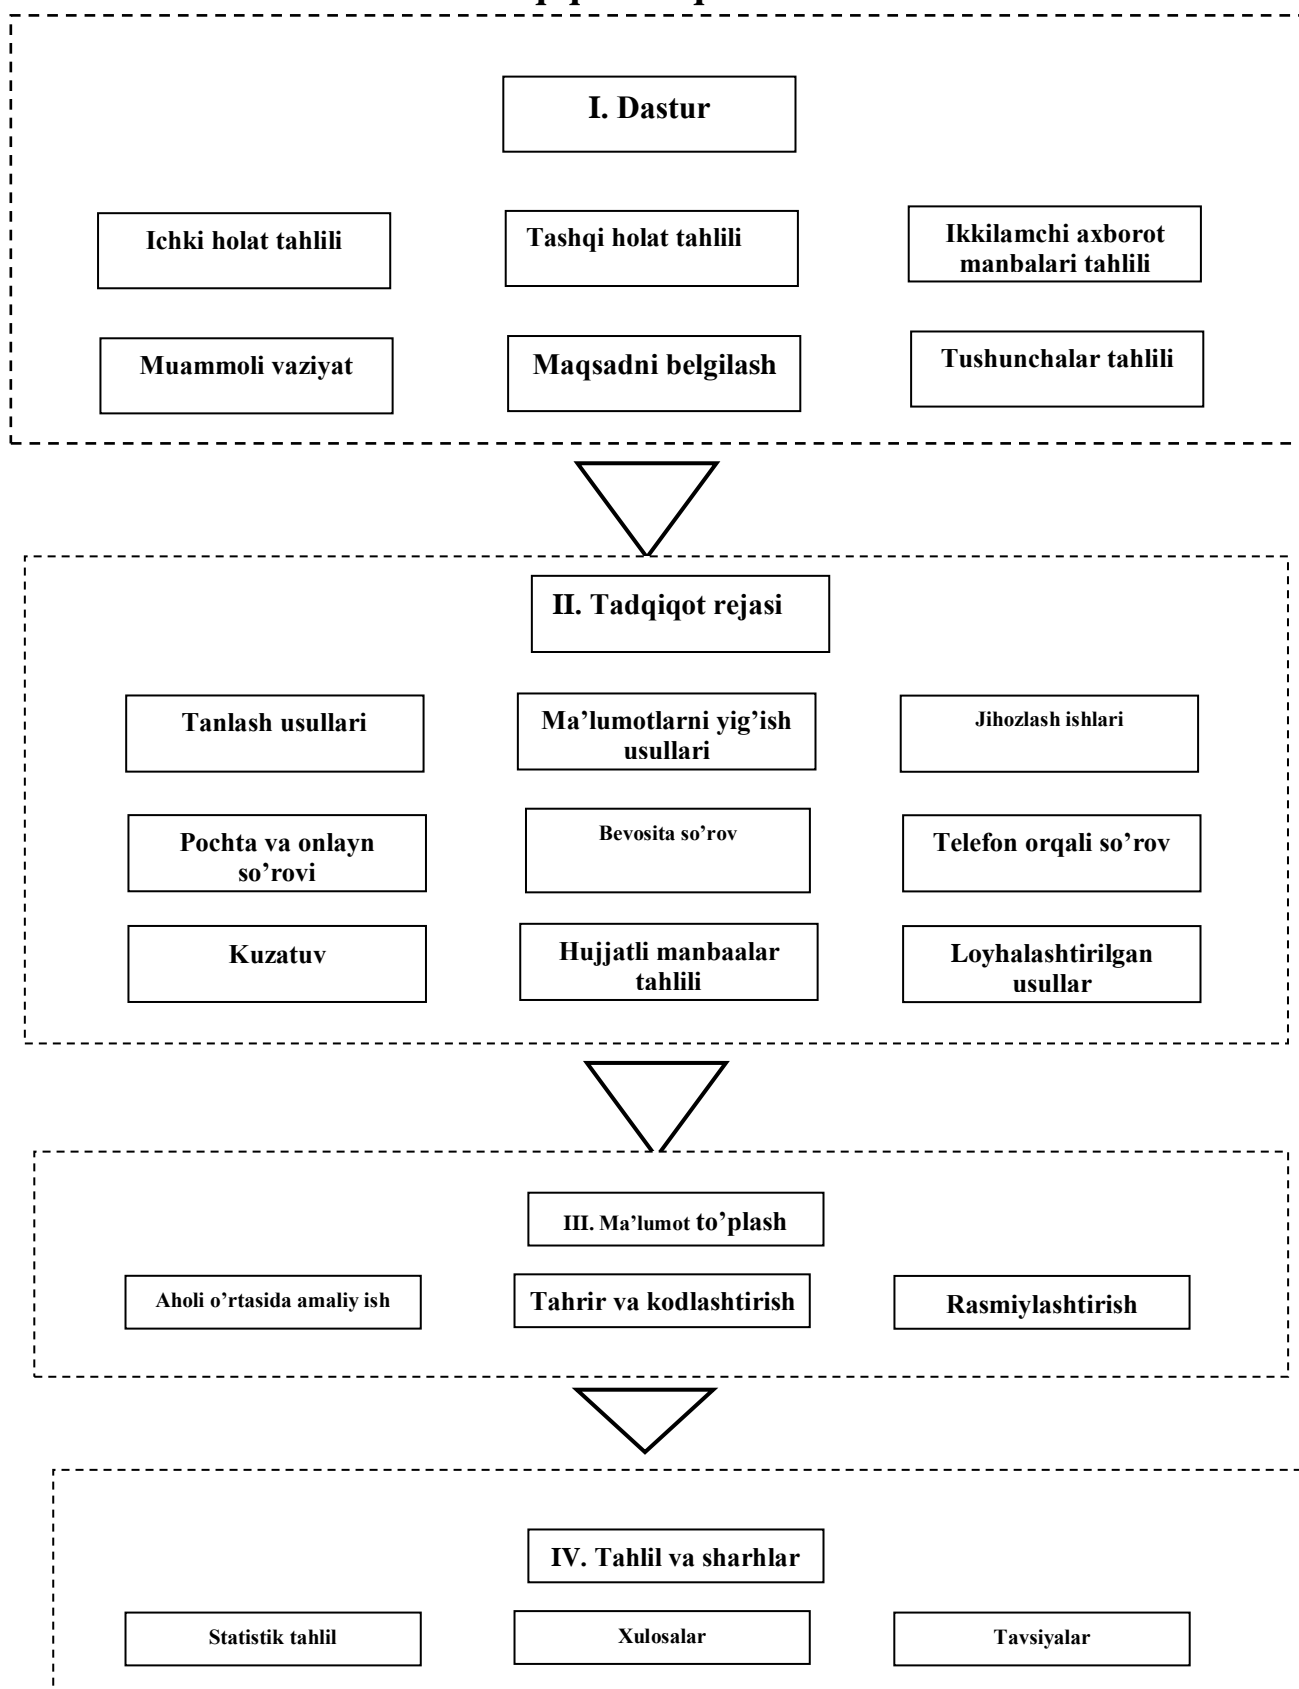 I. Dastur
Ichki holat tahlili
Tashqi holat tahlili
Ikkilamchi axborot
manbalari tahlili
Muammoli vaziyat
Maqsadni belgilash
Tushunchalar tahlili
II. Tadqiqot rejasi
Tanlash usullari
Ma’lumotlarni yig’ish
usullari
Jihozlash ishlari
Pochta va onlayn
so’rovi
Bevosita so’rov
Telefon orqali so’rov
Kuzatuv
Hujjatli manbaalar
tahlili
Loyhalashtirilgan
usullar
III. Ma’lumot to’plash
Aholi o’rtasida amaliy ish
Tahrir va kodlashtirish
Rasmiylashtirish
IV. Tahlil va sharhlar
Statistik tahlil
Xulosalar
Tavsiyalar